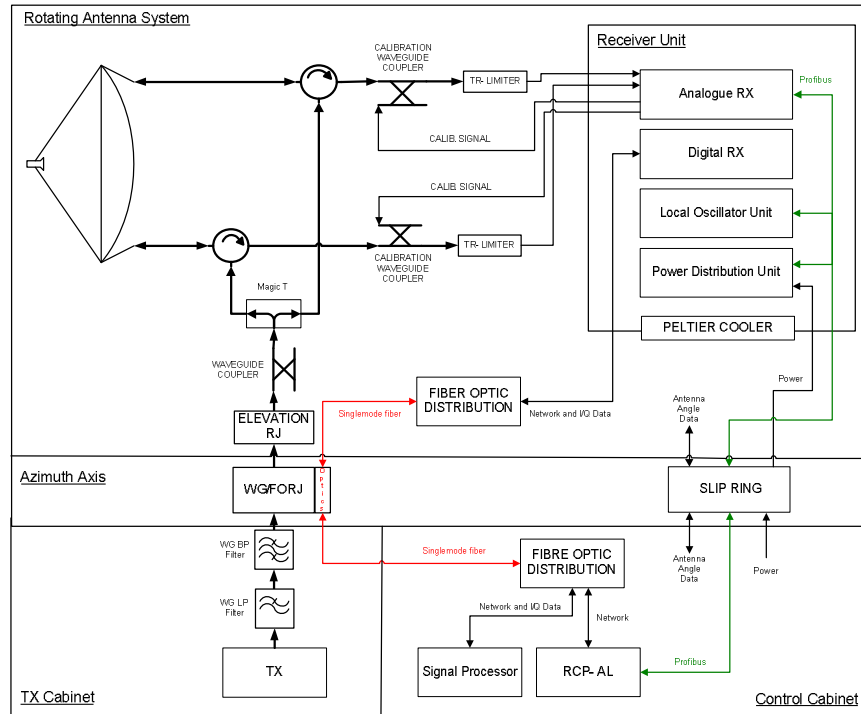 Rotating Antenna System
CALIBRATION
WAVEGUIDE
COUPLER
Receiver Unit
TR- LIMITER
Profibus
Analogue RX
CALIB. SIGNAL
Digital RX
CALIB. SIGNAL
Local Oscillator Unit
TR- LIMITER
CALIBRATION
WAVEGUIDE
COUPLER
Power Distribution Unit
Magic T
PELTIER COOLER
WAVEGUIDE
COUPLER
FIBER OPTIC
DISTRIBUTION
Power
Singlemode fiber
Network and I/Q Data
Antenna
Angle
Data
ELEVATION
RJ
Azimuth Axis
WG/FORJ
Optics
SLIP RING
WG BP
Filter
Singlemode fiber
FIBRE OPTIC
DISTRIBUTION
Antenna
Angle
Data
Power
WG LP
Filter
Network and I/Q Data
Network
TX
Signal Processor
RCP- AL
Profibus
TX Cabinet
Control Cabinet